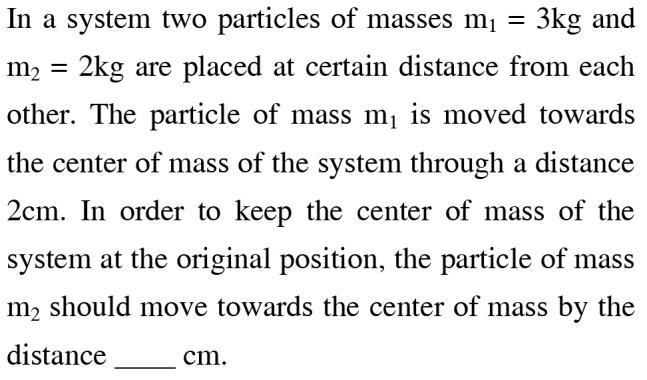 In a system two particles of masses m₁ = 3kg and
m₂ = 2kg are placed at certain distance from each
other. The particle of mass m₁ is moved towards
the center of mass of the system through a distance
2cm. In order to keep the center of mass of the
system at the original position, the particle of mass
m₂ should move towards the center of mass by the
distance ____ cm.